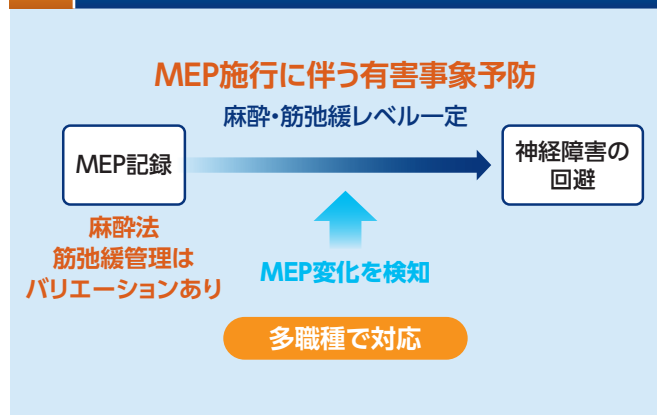 MEP施行に伴う有害事象予防
麻酔・筋弛緩レベル一定
MEP記録
神経障害の
回避
麻酔法
筋弛緩管理は
バリエーションあり
MEP変化を検知
多職種で対応